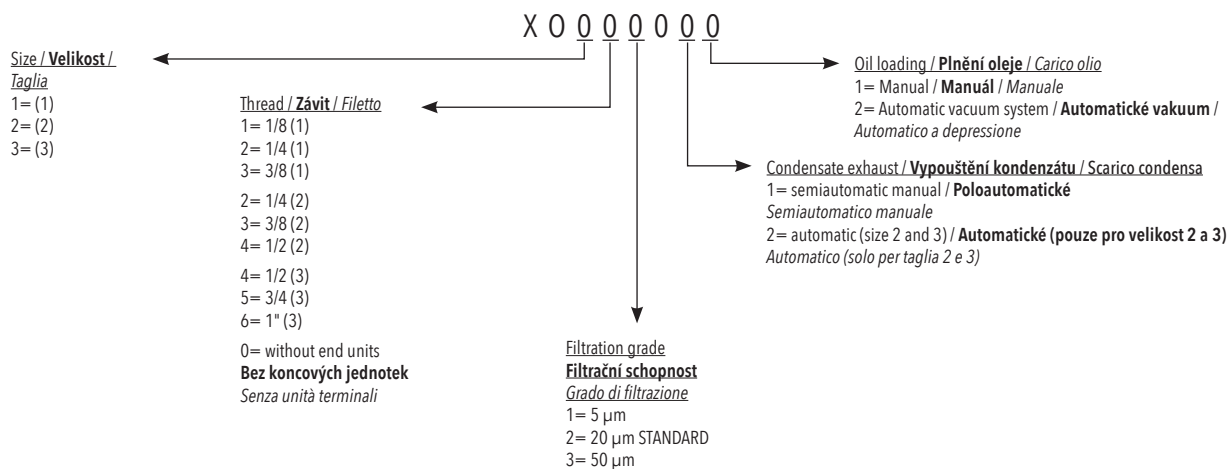 X O 0 0 0 0 0 0
Size / Velikost /
Taglia
1= (1)
2= (2)
3= (3)
Thread / Závit / Filetto
1= 1/8 (1)
2= 1/4 (1)
3= 3/8 (1)
2= 1/4 (2)
3= 3/8 (2)
4= 1/2 (2)
4= 1/2 (3)
5= 3/4 (3)
6= 1" (3)
0= without end units
Bez koncových jednotek
Senza unità terminali
Filtration grade
Filtrační schopnost
Grado di filtrazione
1= 5 μm
2= 20 μm STANDARD
3= 50 μm
Oil loading / Plnění oleje / Carico olio
1= Manual / Manuál / Manuale
2= Automatic vacuum system / Automatické vakuum /
Automatico a depressione
Condensate exhaust / Vypouštění kondenzátu / Scarico condensa
1= semiautomatic manual / Poloautomatické
Semiautomatico manuale
2= automatic (size 2 and 3) / Automatické (pouze pro velikost 2 a 3)
Automatico (solo per taglia 2 e 3)